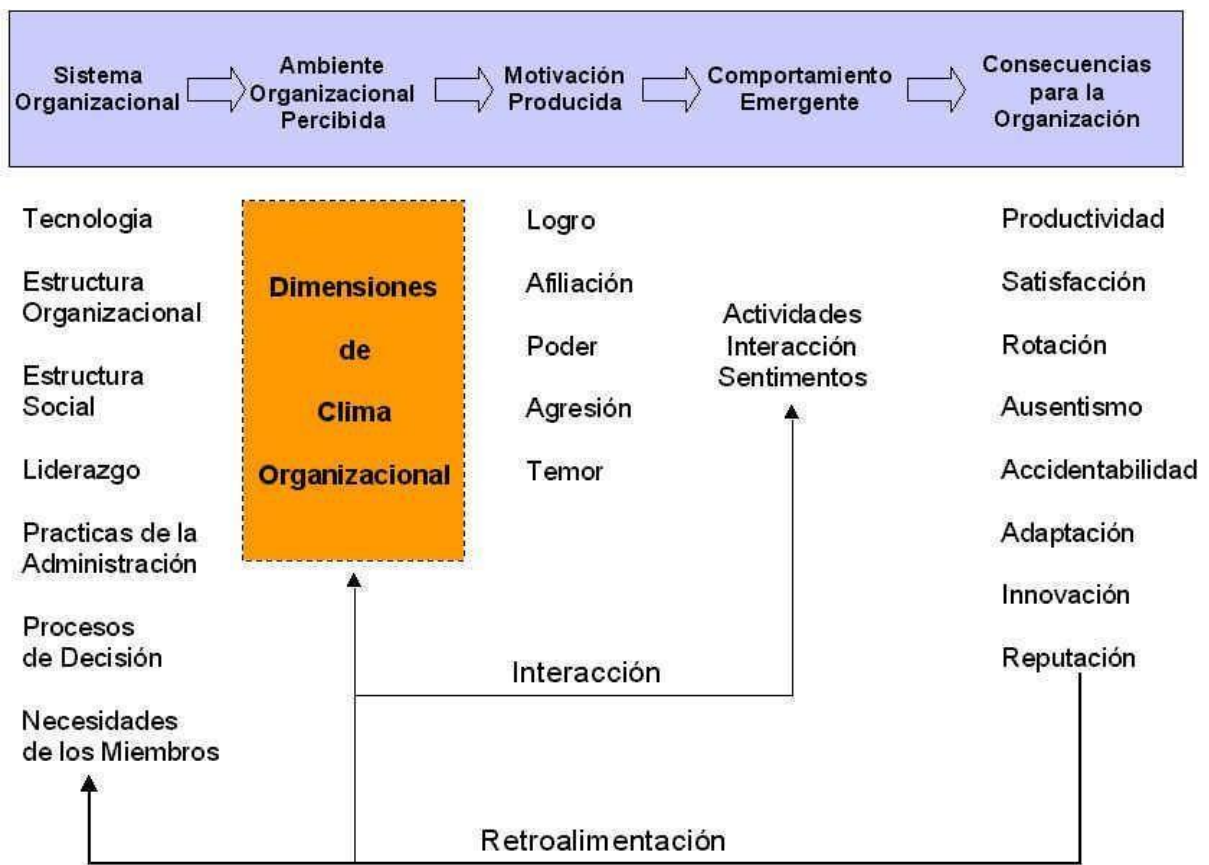 Sistema
Organizacional
Ambiente
Organizacional
Percibida
Motivación
Producida
Comportamiento
Emergente
Consecuencias
para la
Organización
Tecnologia
Estructura
Organizacional
Estructura
Social
Liderazgo
Practicas de la
Administración
Procesos
de Decisión
Necesidades
de los Miembros
Dimensiones
de
Clima
Organizacional
Logro
Afiliación
Poder
Agresión
Temor
Actividades
Interacción
Sentimentos
Productividad
Satisfacción
Rotación
Ausentismo
Accidentabilidad
Adaptación
Innovación
Reputación
Interacción
Retroalimentación